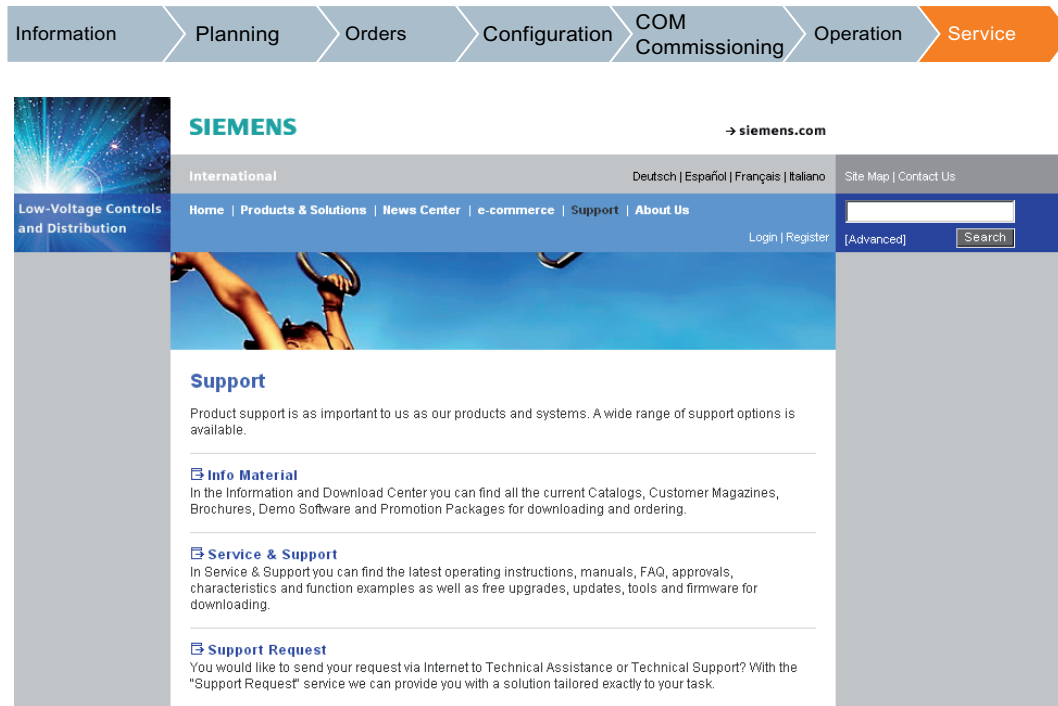 Information
Planning
Orders
Configuration
COM
Commissioning
Operation
Service
SIEMENS
→ siemens.com
International
Deutsch | Español | Français | Italiano
Site Map | Contact Us
Low-Voltage Controls
and Distribution
Home | Products & Solutions | News Center | e-commerce | Support | About Us
Login | Register
[Advanced]
Search
Support
Product support is as important to us as our products and systems. A wide range of support options is
available.
Info Material
In the Information and Download Center you can find all the current Catalogs, Customer Magazines,
Brochures, Demo Software and Promotion Packages for downloading and ordering.
Service & Support
In Service & Support you can find the latest operating instructions, manuals, FAQ, approvals,
characteristics and function examples as well as free upgrades, updates, tools and firmware for
downloading.
Support Request
You would like to send your request via Internet to Technical Assistance or Technical Support? With the
"Support Request" service we can provide you with a solution tailored exactly to your task.